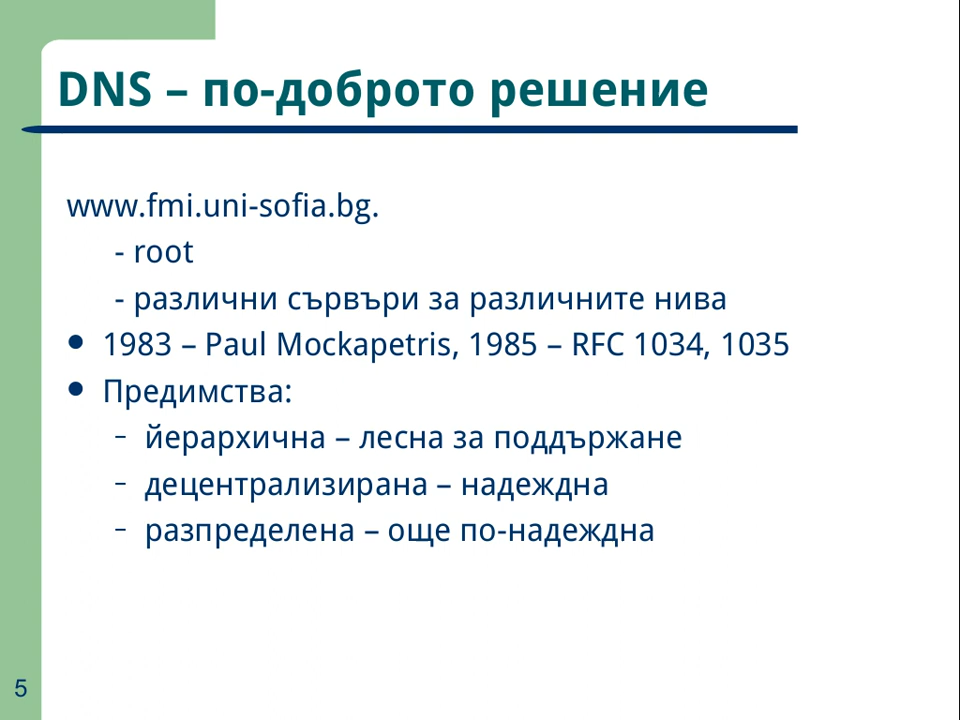 DNS – по-доброто решение
www.fmi.uni-sofia.bg.
- root
- различни сървъри за различните нива
● 1983 – Paul Mockapetris, 1985 – RFC 1034, 1035
● Предимства:
– йерархична – лесна за поддържане
– децентрализирана – надеждна
– разпределена – още по-надеждна
5